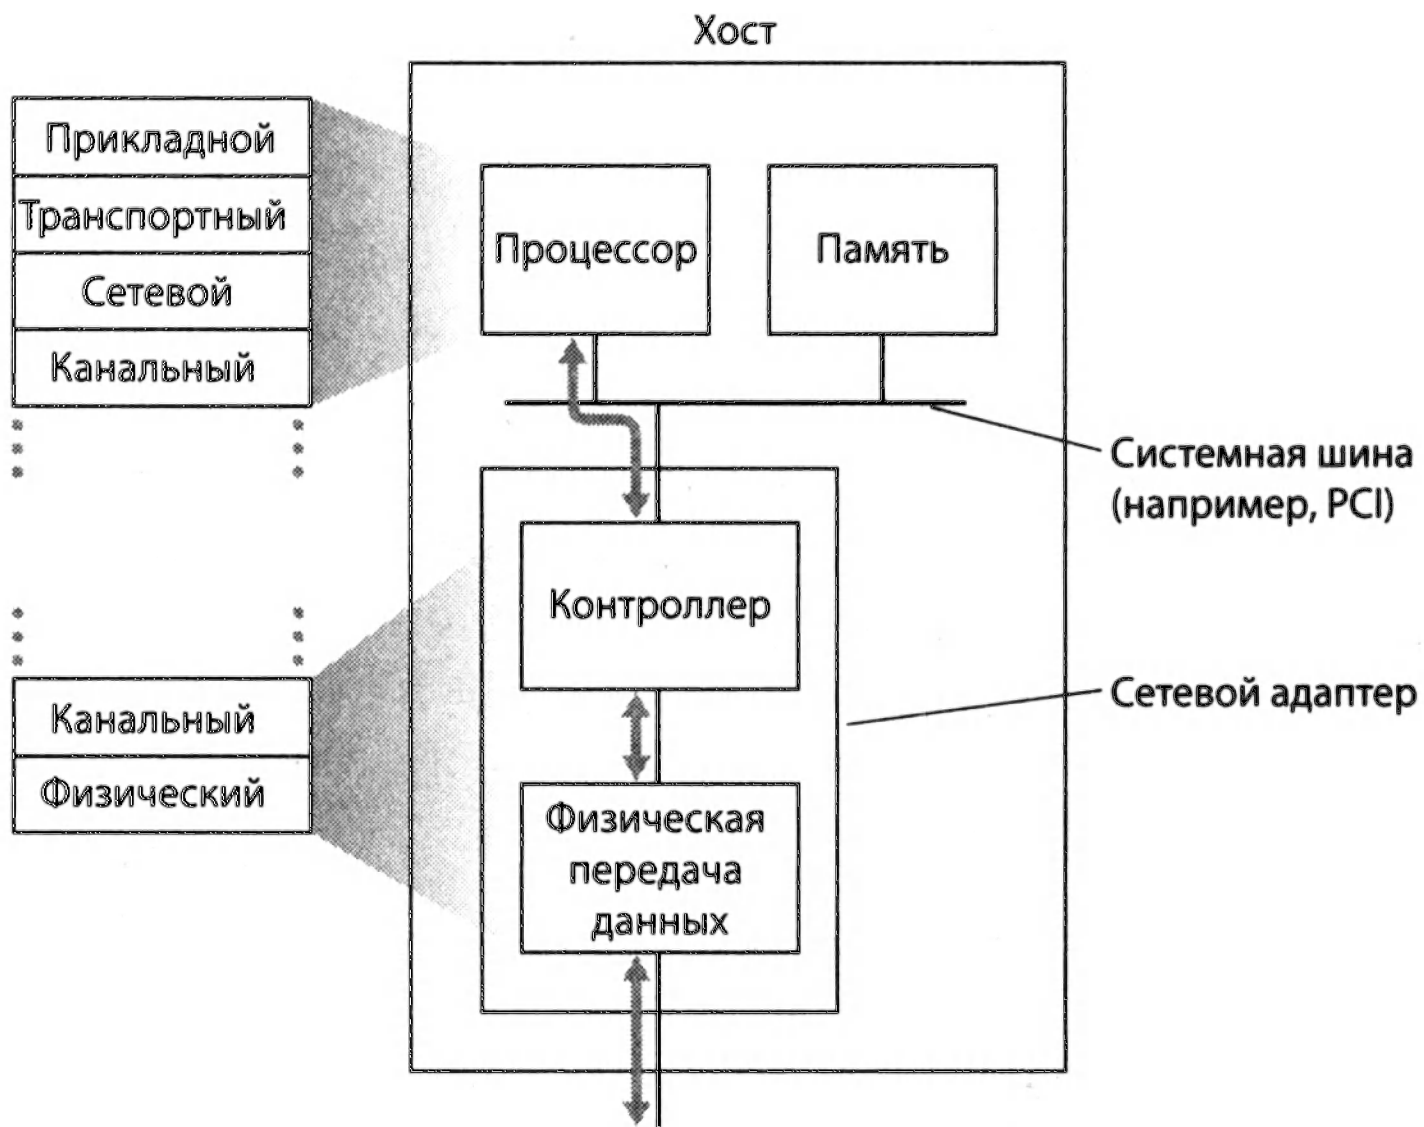 Хост
Прикладной
Транспортный
Сетевой
Канальный
Процессор
Память
Системная шина
(например, PCI)
Контроллер
Сетевой адаптер
Канальный
Физический
Физическая
передача
данных